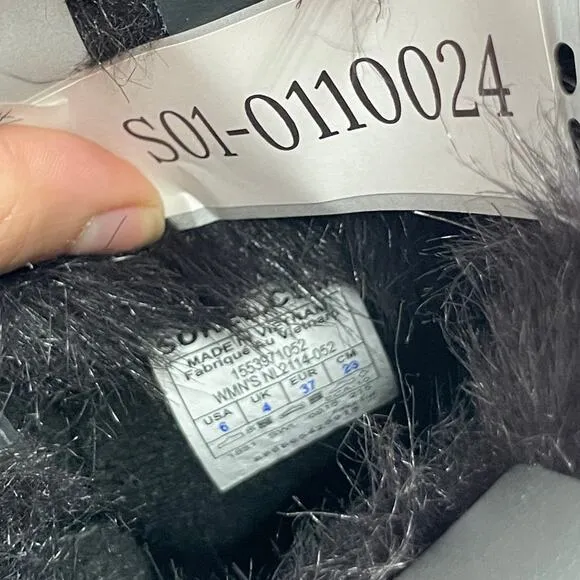 S01-0110024
MADE IN VIETNAM
Fabriqué au Vietnam
1553971052
WMN'S NL2114-052
USA UK EUR CM
6 4 37 23